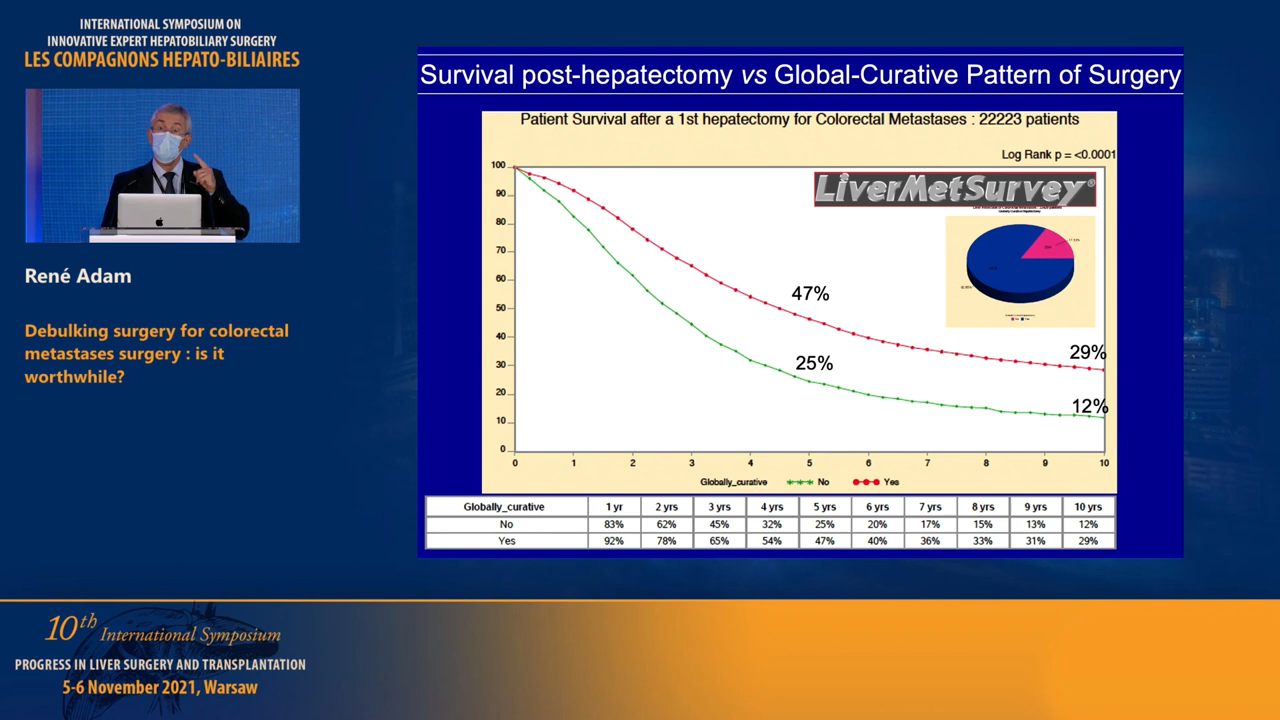 INTERNATIONAL SYMPOSIUM ON
INNOVATIVE EXPERT HEPATOBILIARY SURGERY
LES COMPAGNONS HEPATO-BILIAIRES
René Adam
Debulking surgery for colorectal
metastases surgery : is it
worthwhile?
Survival post-hepatectomy vs Global-Curative Pattern of Surgery
Patient Survival after a 1st hepatectomy for Colorectal Metastases : 22223 patients
Log Rank p = <0.0001
LiverMetSurvey®
100
90
80
70
60
50
40
30
20
10
0
47%
25%
29%
12%
0 1 2 3 4 5 6 7 8 9 10
Globally_curative No Yes
Globally_curative 1 yr 2 yrs 3 yrs 4 yrs 5 yrs 6 yrs 7 yrs 8 yrs 9 yrs 10 yrs
No 83% 62% 45% 32% 25% 20% 17% 15% 13% 12%
Yes 92% 78% 65% 54% 47% 40% 36% 33% 31% 29%
10th International Symposium
PROGRESS IN LIVER SURGERY AND TRANSPLANTATION
5-6 November 2021, Warsaw